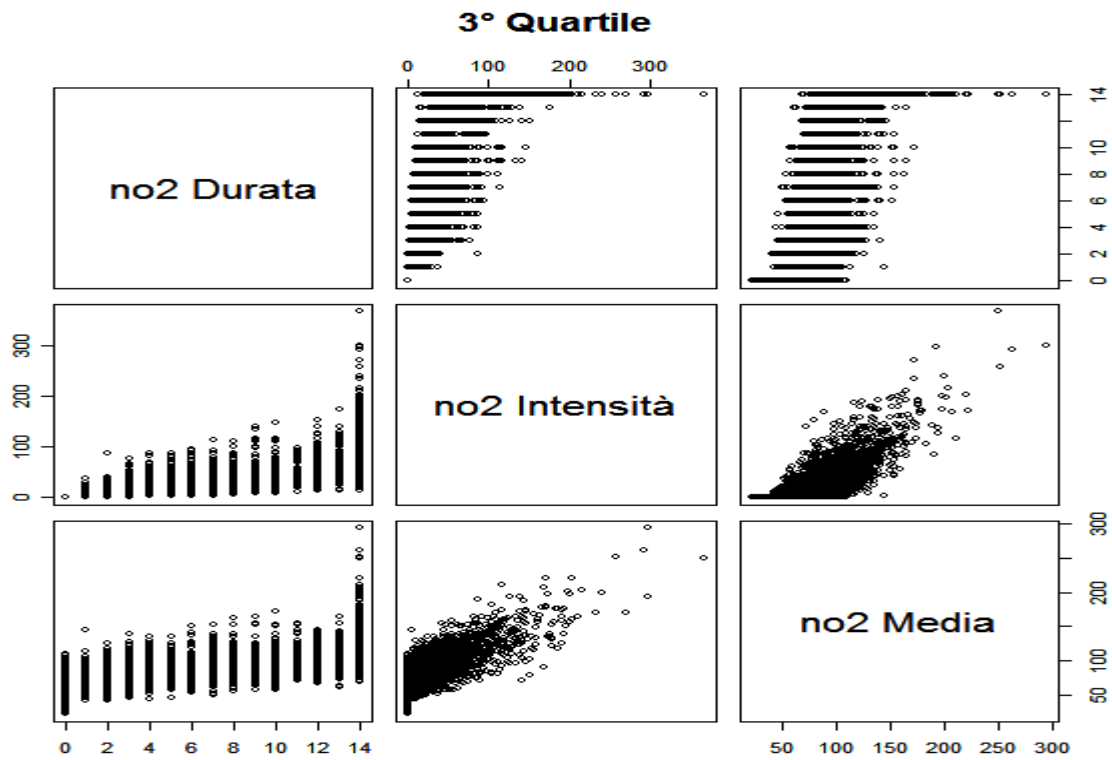 3° Quartile
0 100 200 300
no2 Durata
0 2 4 6 8 10 14
0 100 200 300
no2 Intensità
no2 Media
50 100 200 300
0 2 4 6 8 10 12 14
50 100 150 200 250 300